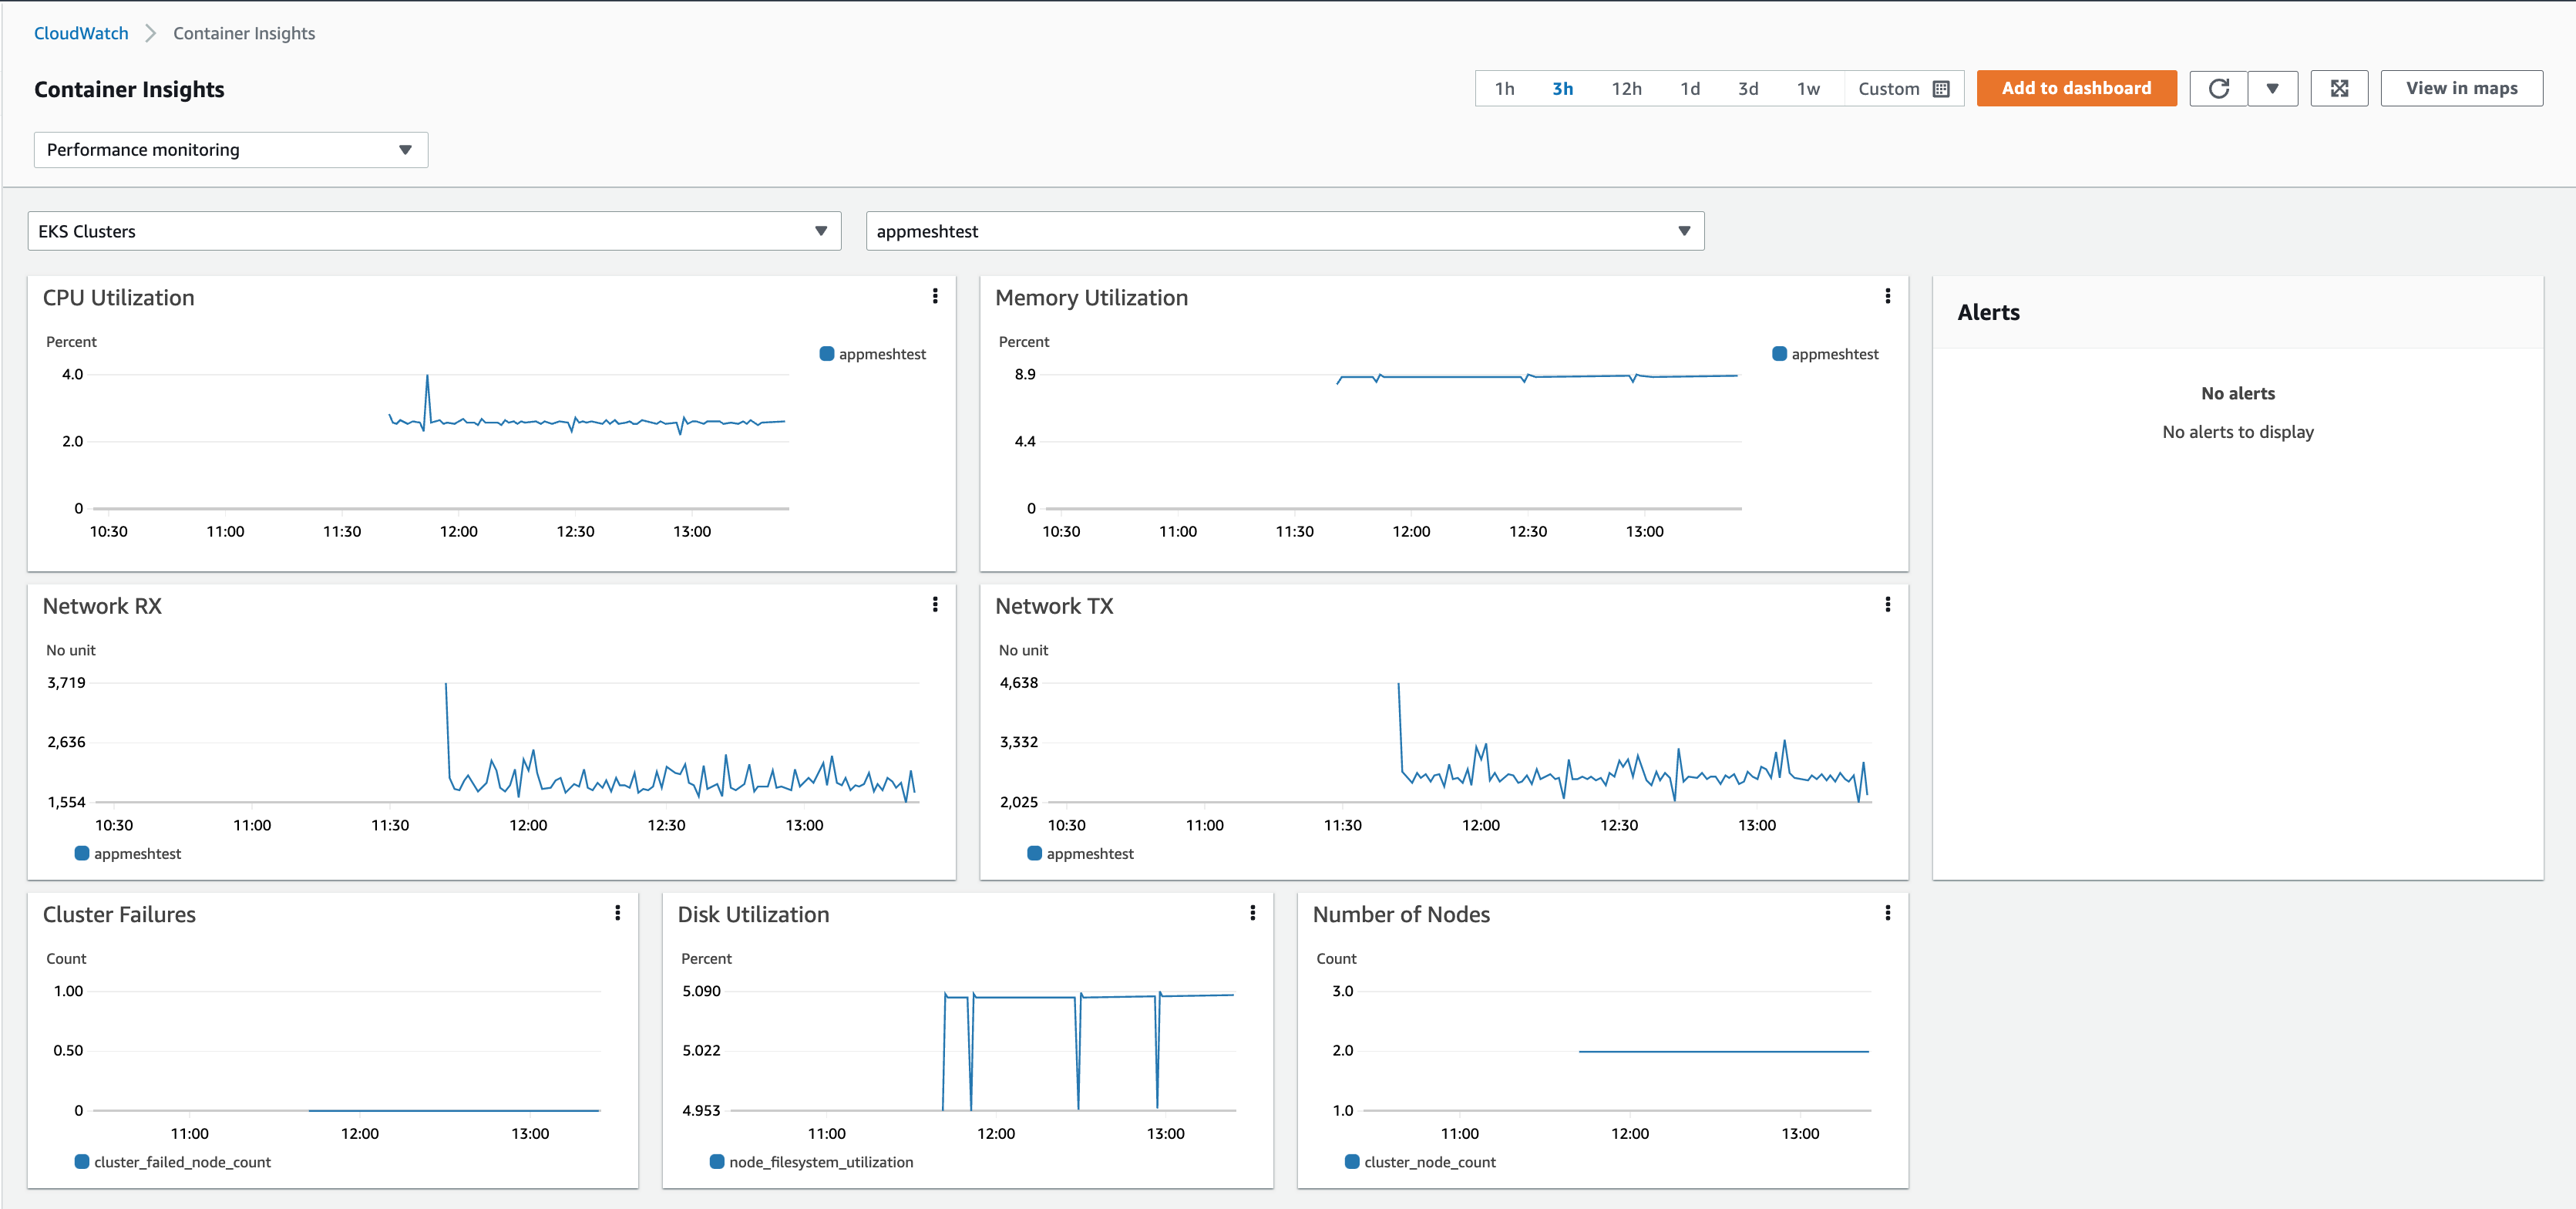 CloudWatch > Container Insights
Container Insights
1h 3h 12h 1d 3d 1w Custom Add to dashboard View in maps
Performance monitoring
EKS Clusters appmeshtest
CPU Utilization
Percent
appmeshtest
4.0
2.0
0
10:30 11:00 11:30 12:00 12:30 13:00
Memory Utilization
Percent
appmeshtest
8.9
4.4
0
10:30 11:00 11:30 12:00 12:30 13:00
Alerts
No alerts
No alerts to display
Network RX
No unit
3,719
2,636
1,554
10:30 11:00 11:30 12:00 12:30 13:00
appmeshtest
Network TX
No unit
4,638
3,332
2,025
10:30 11:00 11:30 12:00 12:30 13:00
appmeshtest
Cluster Failures
Count
1.00
0.50
0
11:00 12:00 13:00
cluster_failed_node_count
Disk Utilization
Percent
5.090
5.022
4.953
11:00 12:00 13:00
node_filesystem_utilization
Number of Nodes
Count
3.0
2.0
1.0
11:00 12:00 13:00
cluster_node_count